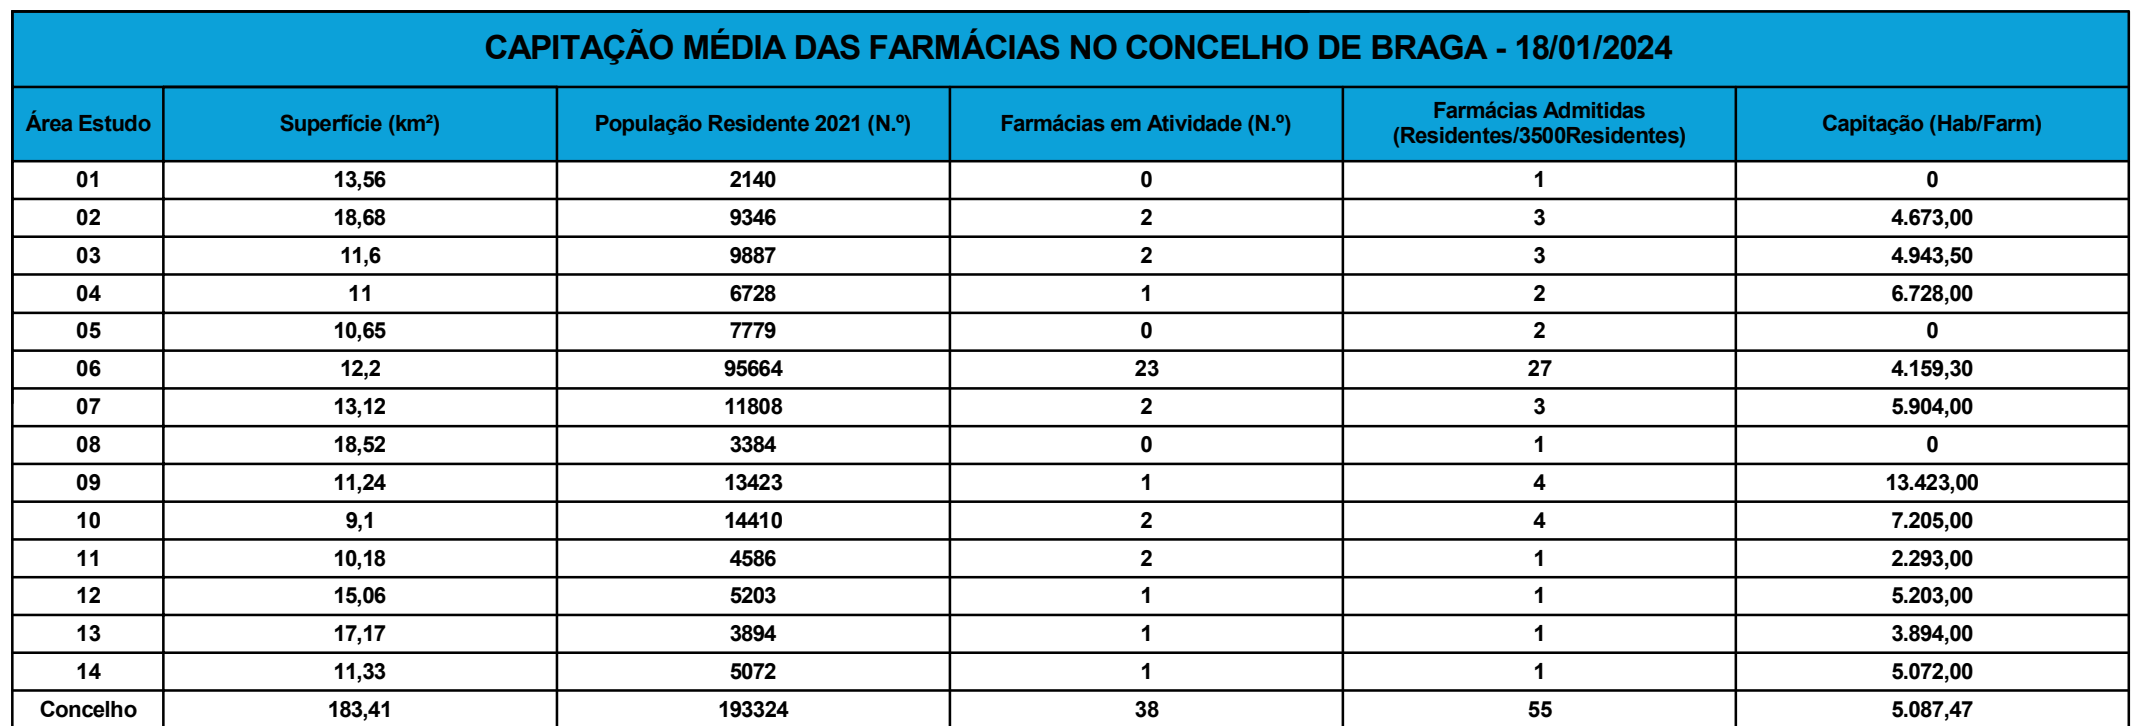 CAPITAÇÃO MÉDIA DAS FARMÁCIAS NO CONCELHO DE BRAGA - 18/01/2024
Área Estudo Superfície (km²) População Residente 2021 (N.º) Farmácias em Atividade (N.º) Farmácias Admitidas (Residentes/3500Residentes) Capitação (Hab/Farm)
01 13,56 2140 0 1 0
02 18,68 9346 2 3 4.673,00
03 11,6 9887 2 3 4.943,50
04 11 6728 1 2 6.728,00
05 10,65 7779 0 2 0
06 12,2 95664 23 27 4.159,30
07 13,12 11808 2 3 5.904,00
08 18,52 3384 0 1 0
09 11,24 13423 1 4 13.423,00
10 9,1 14410 2 4 7.205,00
11 10,18 4586 2 1 2.293,00
12 15,06 5203 1 1 5.203,00
13 17,17 3894 1 1 3.894,00
14 11,33 5072 1 1 5.072,00
Concelho 183,41 193324 38 55 5.087,47